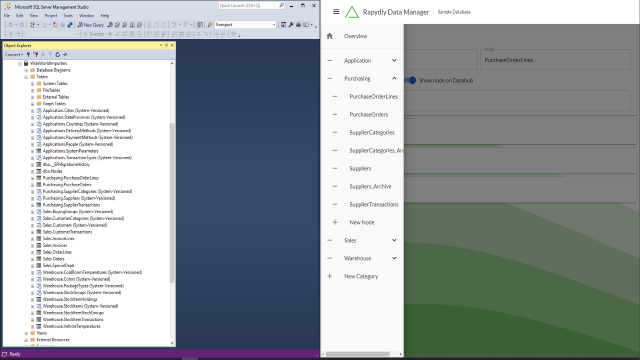 Microsoft SQL Server Management Studio
Quick Launch (Ctrl+Q)
File Edit View Project Tools Window Help
New Query
Transport
Execute
Object Explorer
Connect
WideWorldImporters
Database Diagrams
Tables
System Tables
FileTables
External Tables
Graph Tables
Application.Cities (System-Versioned)
Application.StateProvinces (System-Versioned)
Application.Countries (System-Versioned)
Application.DeliveryMethods (System-Versioned)
Application.PaymentMethods (System-Versioned)
Application.People (System-Versioned)
Application.SystemParameters
Application.TransactionTypes (System-Versioned)
dbo.__EFMigrationsHistory
dbo.Nodes
Purchasing.PurchaseOrderLines
Purchasing.PurchaseOrders
Purchasing.SupplierCategories (System-Versioned)
Purchasing.Suppliers (System-Versioned)
Purchasing.SupplierTransactions
Sales.BuyingGroups (System-Versioned)
Sales.CustomerCategories (System-Versioned)
Sales.Customers (System-Versioned)
Sales.CustomerTransactions
Sales.InvoiceLines
Sales.Invoices
Sales.OrderLines
Sales.Orders
Sales.SpecialDeals
Warehouse.ColdRoomTemperatures (System-Versioned)
Warehouse.Colors (System-Versioned)
Warehouse.PackageTypes (System-Versioned)
Warehouse.StockGroups (System-Versioned)
Warehouse.StockItemHoldings
Warehouse.StockItems (System-Versioned)
Warehouse.StockItemStockGroups
Warehouse.StockItemTransactions
Warehouse.VehicleTemperatures
Views
External Resources
Ready
Rapydly Data Manager
Sample Database
Overview
Application
Purchasing
PurchaseOrderLines
PurchaseOrders
SupplierCategories
SupplierCategories_Arc
Suppliers
Suppliers_Archive
SupplierTransactions
New Node
Sales
Warehouse
New Category
PurchaseOrderLines
Show node on Datahub